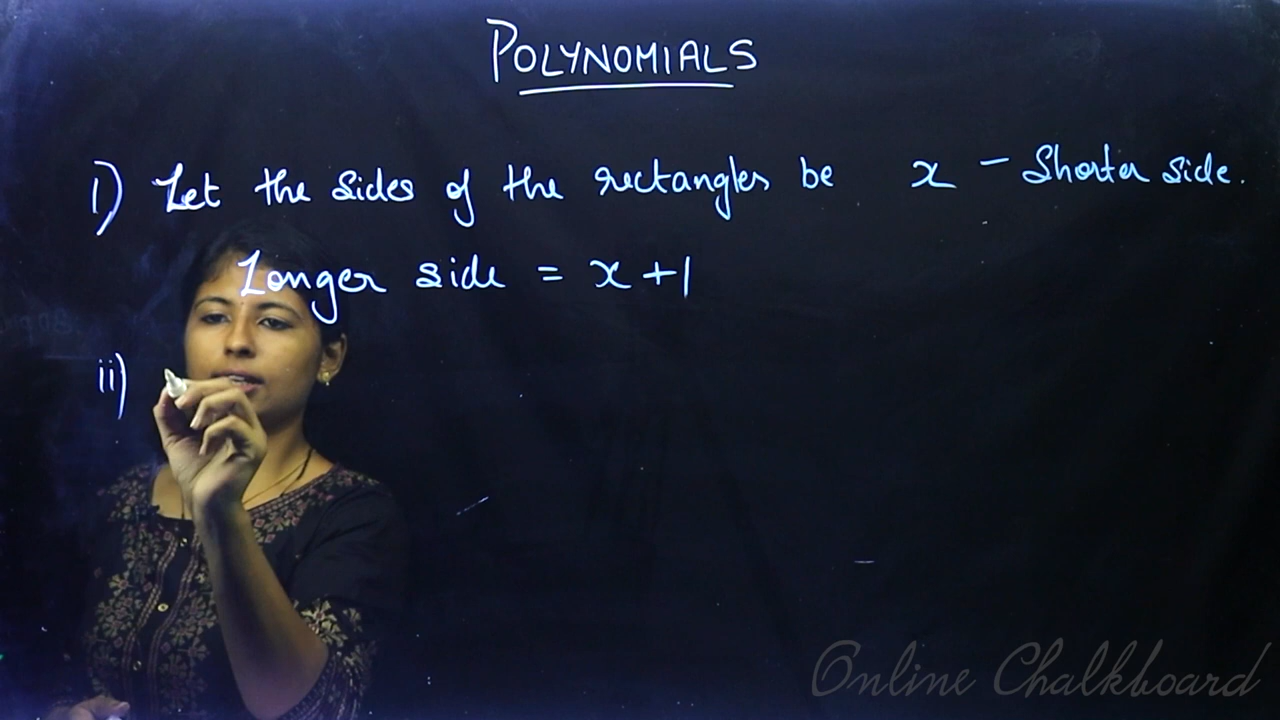 POLYNOMIALS
i) Let the sides of the rectangles be x - Shorter side.
Longer side = x + 1
ii)
Online Chalkboard